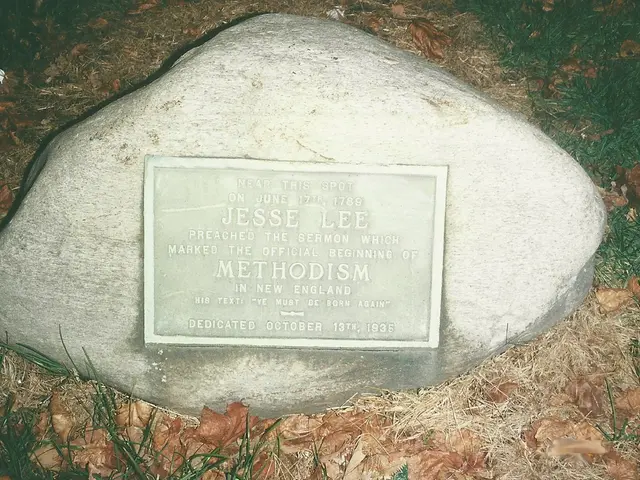 NEAR THIS SPOT
ON JUNE 17TH, 1789
JESSE LEE
PREACHED THE SERMON WHICH
MARKED THE OFFICIAL BEGINNING OF
METHODISM
IN NEW ENGLAND
HIS TEXT: "YE MUST BE BORN AGAIN"
DEDICATED OCTOBER 13TH,